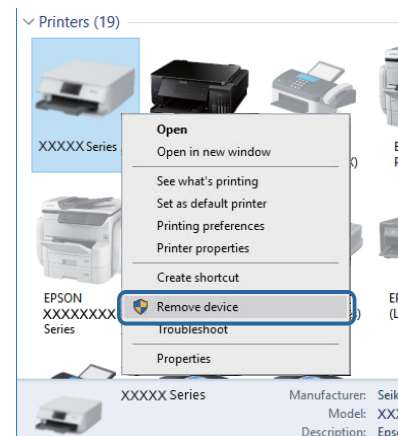 Printers (19)
XXXXX Series
Open
Open in new window
See what's printing
Set as default printer
Printing preferences
Printer properties
Create shortcut
Remove device
Troubleshoot
Properties
EPSON
XXXXXXXX
Series
XXXXX Series
Manufacturer:
Model:
Description: